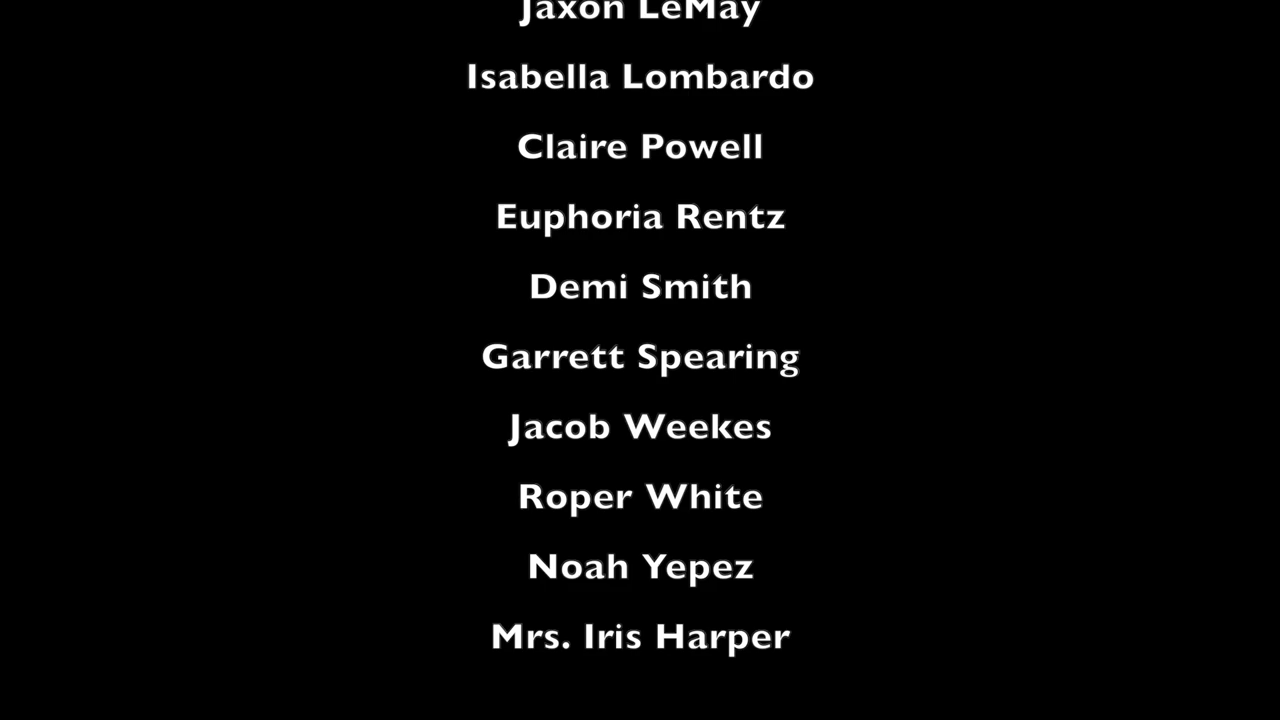 Jaxon LeMay
Isabella Lombardo
Claire Powell
Euphoria Rentz
Demi Smith
Garrett Spearing
Jacob Weekes
Roper White
Noah Yepez
Mrs. Iris Harper